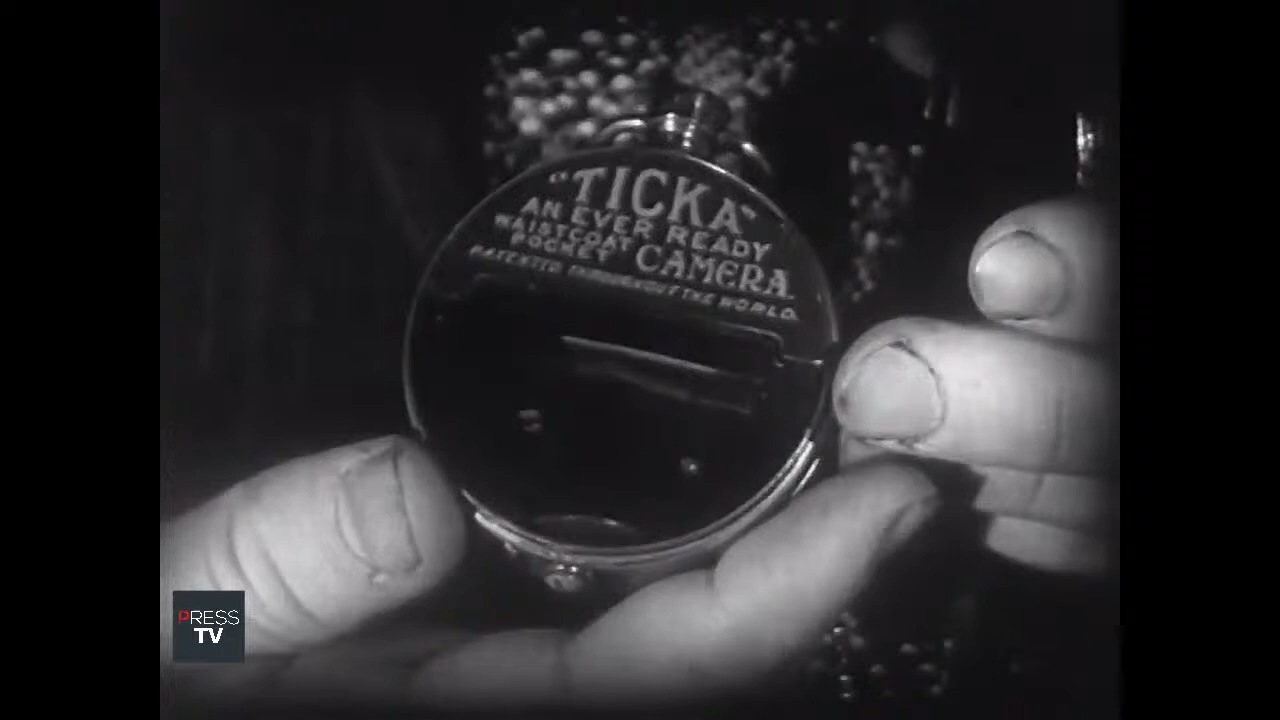 "TICKA"
AN EVER READY
WAISTCOAT
POCKET CAMERA
PATENTED THROUGHOUT THE WORLD.
PRESS
TV